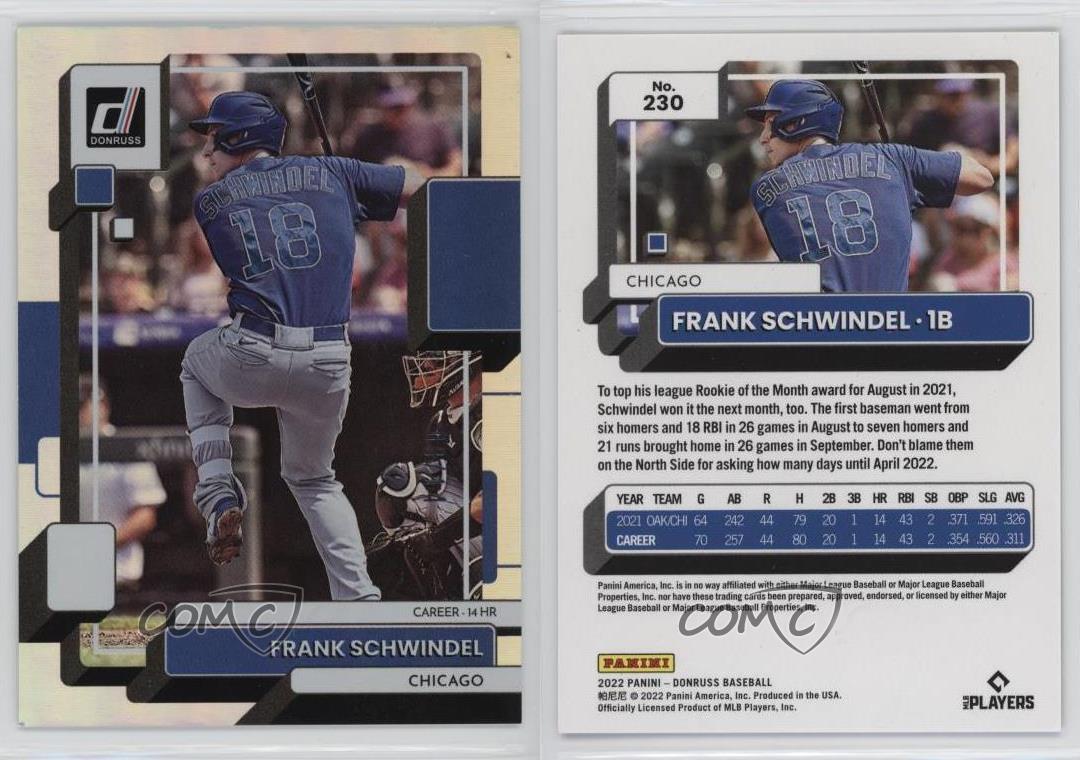 DONRUSS
SCHWINDEL
18
CAREER - 14 HR
FRANK SCHWINDEL
CHICAGO
COMC
No.
230
SCHWINDEL
18
CHICAGO
FRANK SCHWINDEL · 1B
To top his league Rookie of the Month award for August in 2021,
Schwindel won it the next month, too. The first baseman went from
six homers and 18 RBI in 26 games in August to seven homers and
21 runs brought home in 26 games in September. Don't blame them
on the North Side for asking how many days until April 2022.
YEAR TEAM G AB R H 2B 3B HR RBI SB OBP SLG AVG
2021 OAK/CHI 64 242 44 79 20 1 14 43 2 .371 .591 .326
CAREER 70 257 44 80 20 1 14 43 2 .354 .560 .311
Panini America, Inc. is in no way affiliated with either Major League Baseball or Major League Baseball
Properties, Inc. nor have these trading cards been prepared, approved, endorsed, or licensed by either Major
League Baseball or Major League Baseball Properties, Inc.
COMC
PANINI
2022 PANINI – DONRUSS BASEBALL
帕尼尼 © 2022 Panini America, Inc. Produced in the USA.
Officially Licensed Product of MLB Players, Inc.
MLB PLAYERS